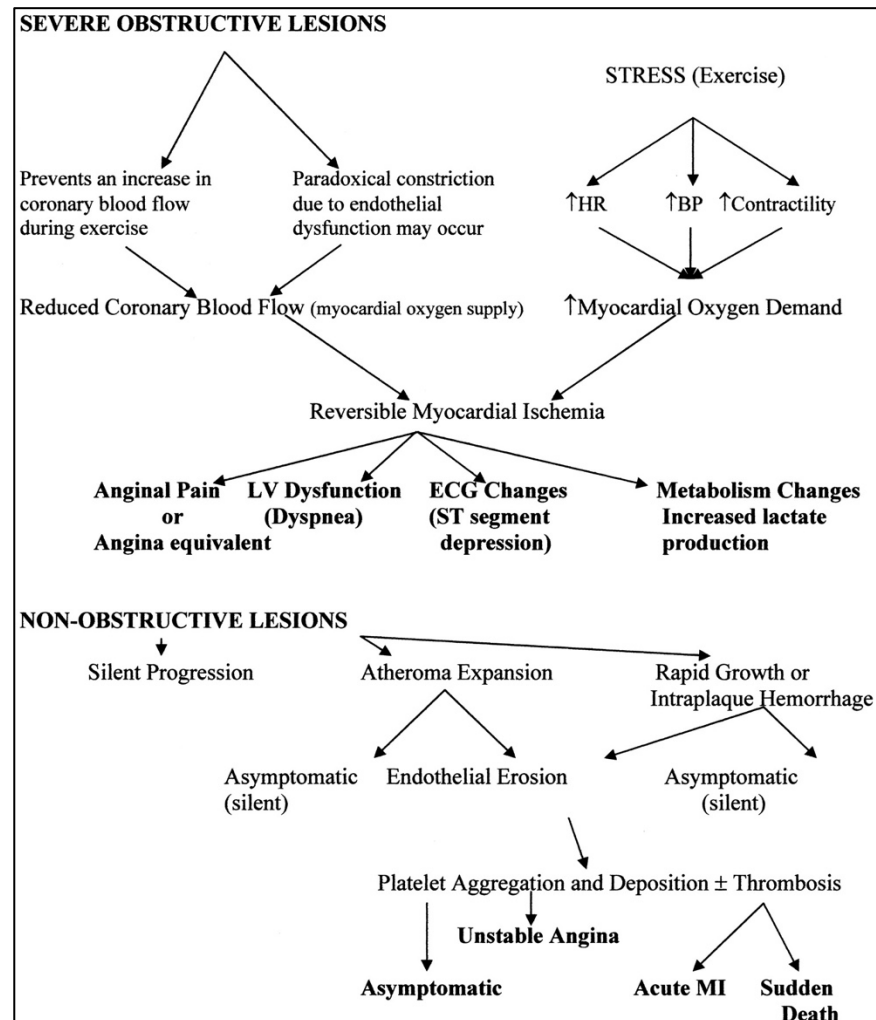 SEVERE OBSTRUCTIVE LESIONS
STRESS (Exercise)
Prevents an increase in
coronary blood flow
during exercise
Paradoxical constriction
due to endothelial
dysfunction may occur
↑HR
↑BP
↑Contractility
Reduced Coronary Blood Flow (myocardial oxygen supply)
↑Myocardial Oxygen Demand
Reversible Myocardial Ischemia
Anginal Pain
or
Angina equivalent
LV Dysfunction
(Dyspnea)
ECG Changes
(ST segment
depression)
Metabolism Changes
Increased lactate
production
NON-OBSTRUCTIVE LESIONS
Silent Progression
Atheroma Expansion
Rapid Growth or
Intraplaque Hemorrhage
Asymptomatic
(silent)
Endothelial Erosion
Asymptomatic
(silent)
Platelet Aggregation and Deposition ± Thrombosis
Unstable Angina
Asymptomatic
Acute MI
Sudden
Death